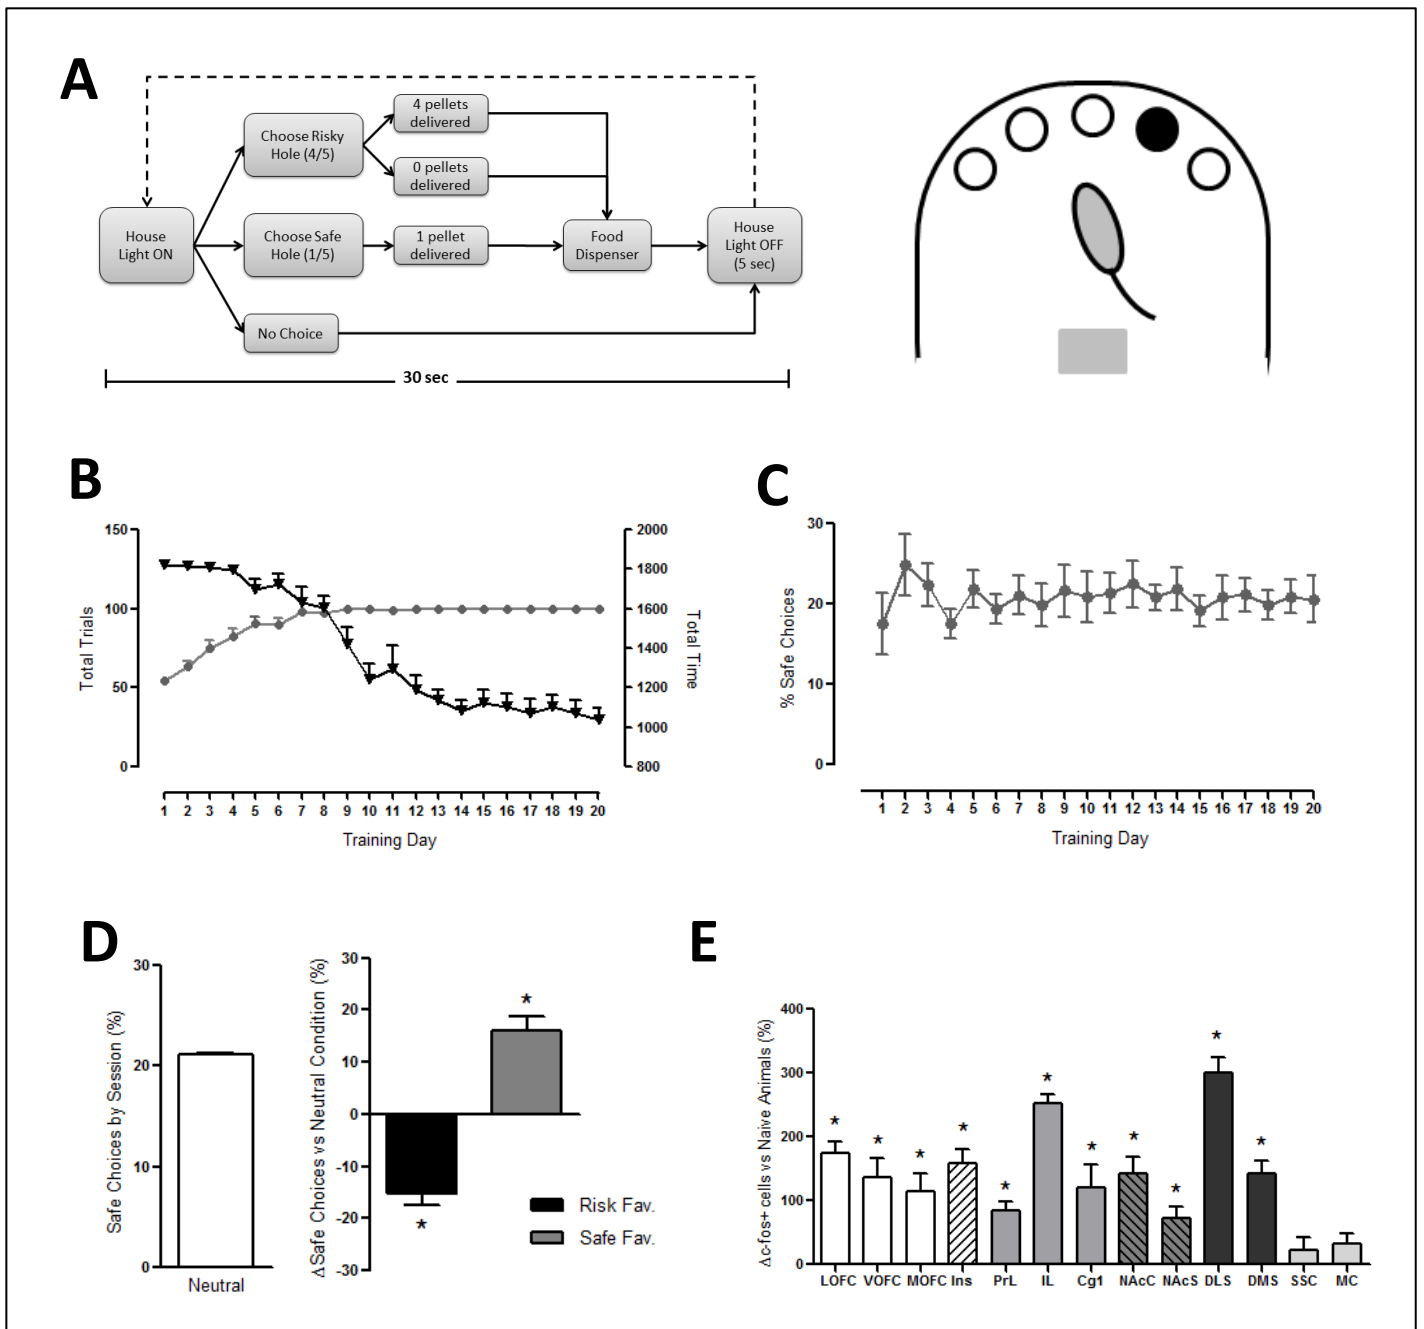 A
4 pellets
delivered
Choose Risky
Hole (4/5)
0 pellets
delivered
House
Light ON
Choose Safe
Hole (1/5)
1 pellet
delivered
Food
Dispenser
House
Light OFF
(5 sec)
No Choice
30 sec
B
150
100
50
0
Total Trials
2000
1800
1600
1400
1200
1000
800
Total Time
1 2 3 4 5 6 7 8 9 10 11 12 13 14 15 16 17 18 19 20
Training Day
C
30
20
10
0
% Safe Choices
1 2 3 4 5 6 7 8 9 10 11 12 13 14 15 16 17 18 19 20
Training Day
D
30
20
10
0
Safe Choices by Session (%)
Neutral
30
20
10
0
-10
-20
-30
ΔSafe Choices vs Neutral Condition (%)
*
*
Risk Fav.
Safe Fav.
E
400
300
200
100
0
Δc-fos+ cells vs Naive Animals (%)
* * * * * * * * * * *
LOFC VOFC MOFC Ins PrL IL Cg1 NAcC NAcS DLS DMS SSC MC